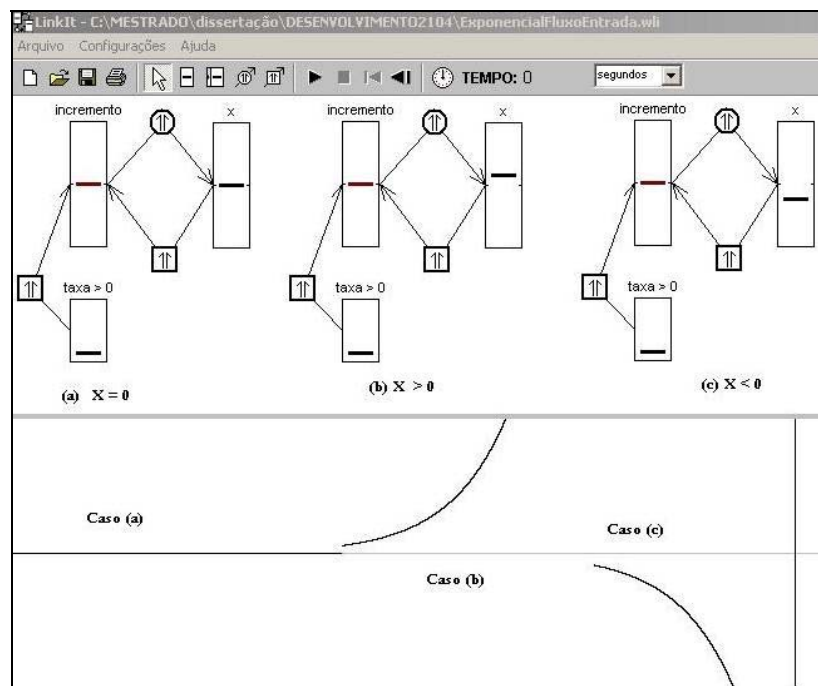 LinkIt - C:\MESTRADO\dissertação\DESENVOLVIMENTO2104\ExponencialFluxoEntrada.wli
Arquivo Configurações Ajuda
TEMPO: 0 segundos
incremento x incremento x incremento x
taxa > 0 taxa > 0 taxa > 0
(a) X = 0 (b) X > 0 (c) X < 0
Caso (a)
Caso (c)
Caso (b)